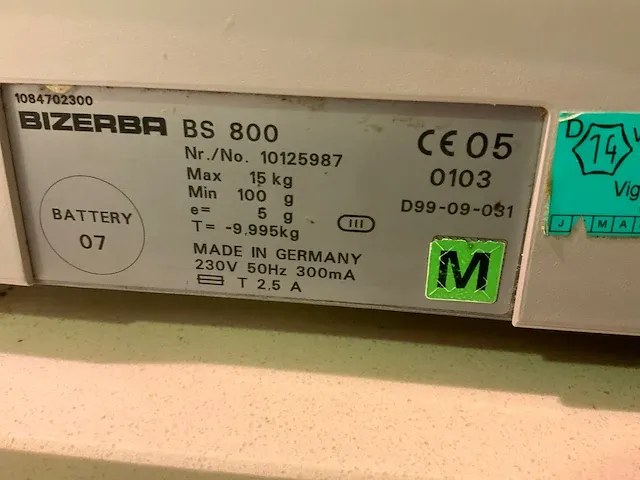 1084702300
BIZERBA BS 800
Nr./No. 10125987
Max 15 kg
Min 100 g
e= 5 g
T= -9,995kg
III
MADE IN GERMANY
230V 50Hz 300mA
T 2,5 A
BATTERY
07
CE 05
0103
D99-09-031
M
D
14
Vig
J M A